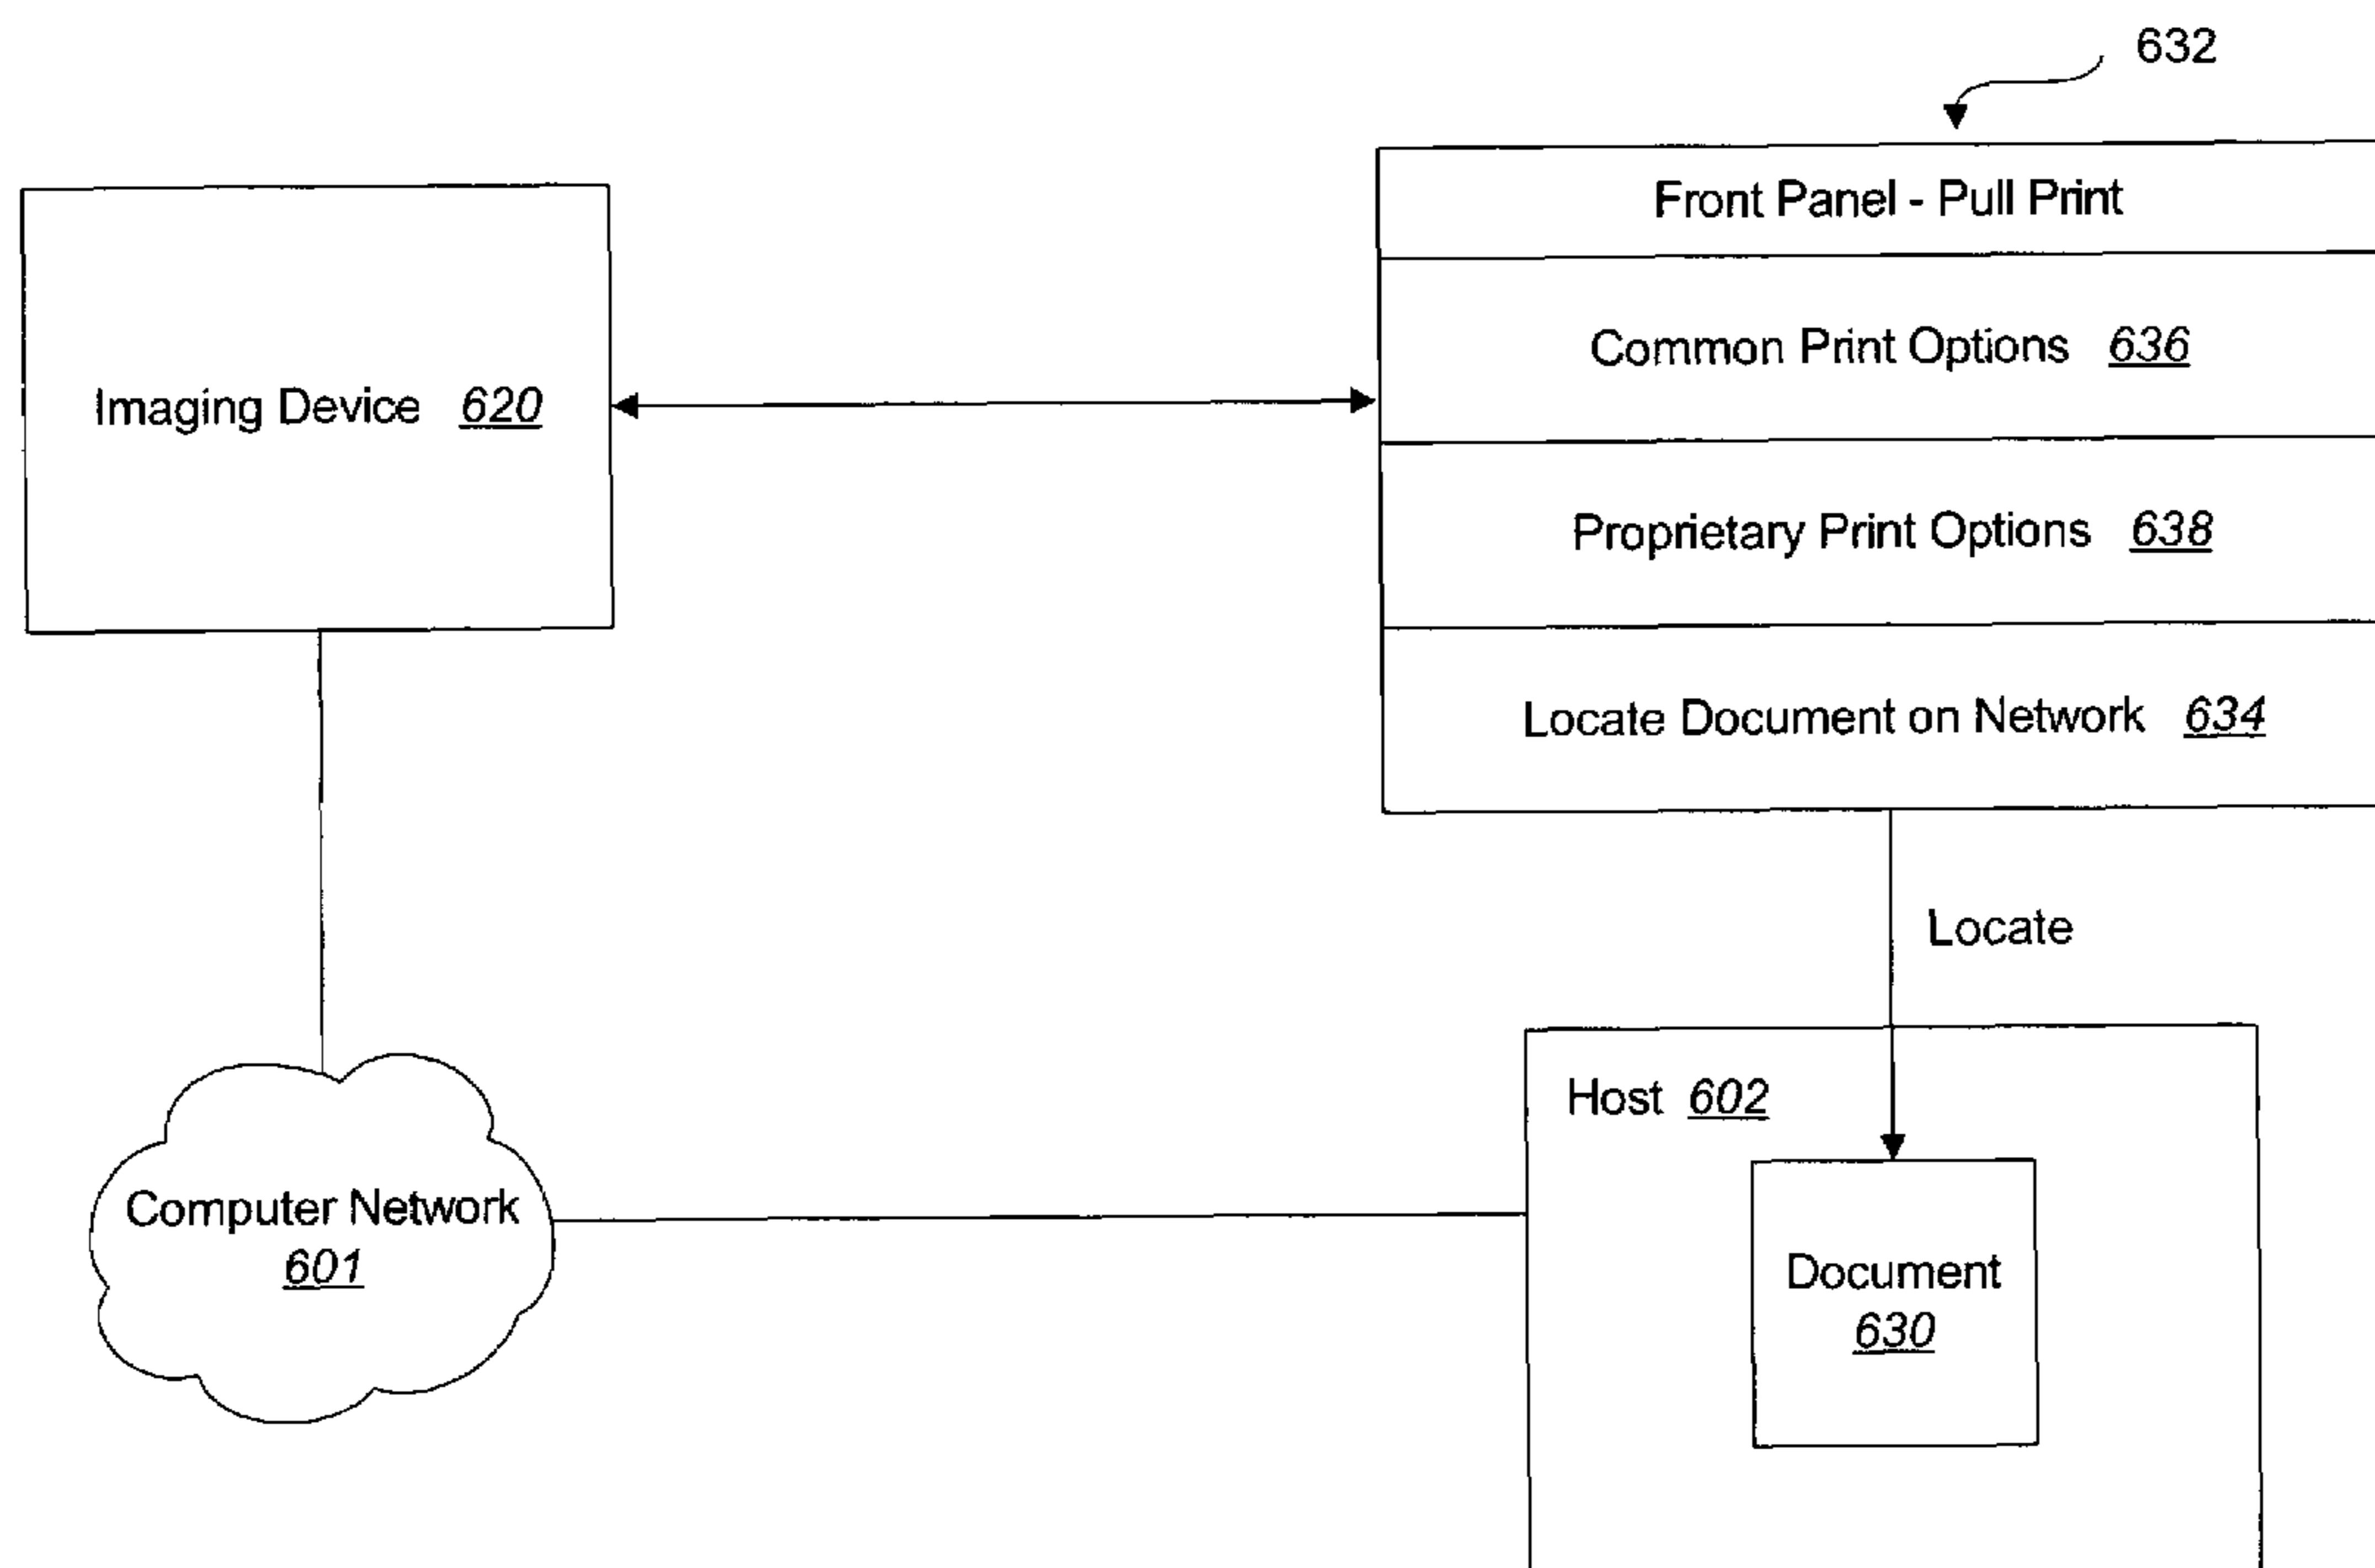 632
Front Panel - Pull Print
Common Print Options 636
Imaging Device 620
Proprietary Print Options 638
Locate Document on Network 634
Locate
Host 602
Computer Network
601
Document
630